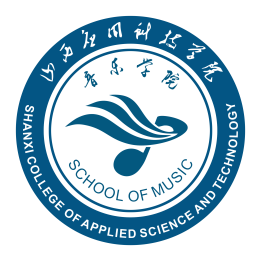 山西应用科技学院
音乐学院
SCHOOL OF MUSIC
SHANXI COLLEGE OF APPLIED SCIENCE AND TECHNOLOGY